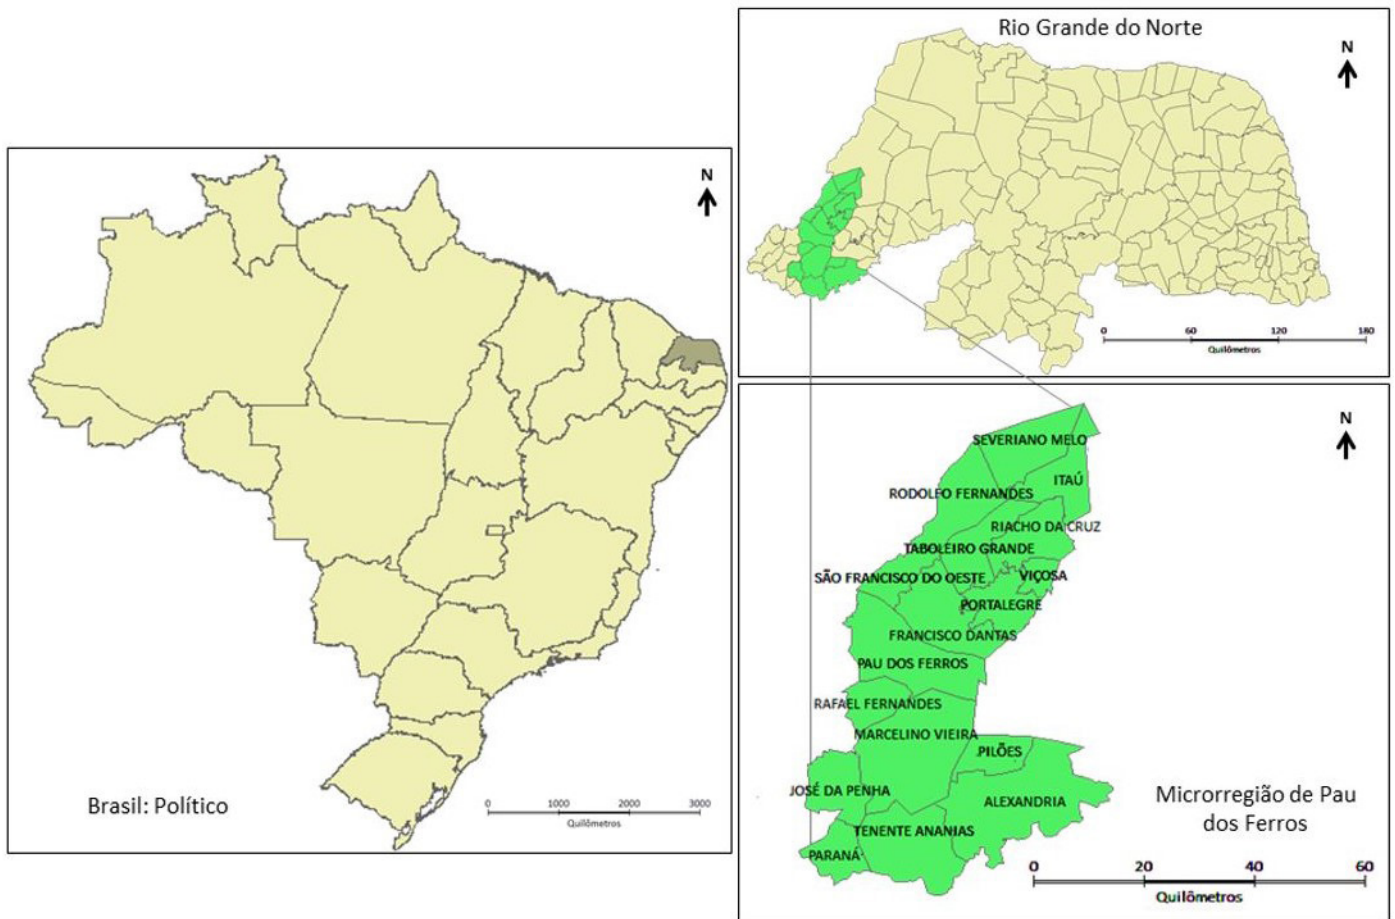 N
Brasil: Político
0 1000 2000 3000
Quilômetros
Rio Grande do Norte
N
0 60 120 180
Quilômetros
N
SEVERIANO MELO
ITAÚ
RODOLFO FERNANDES
RIACHO DA CRUZ
TABOLEIRO GRANDE
SÃO FRANCISCO DO OESTE
VIÇOSA
PORTALEGRE
FRANCISCO DANTAS
PAU DOS FERROS
RAFAEL FERNANDES
MARCELINO VIEIRA
PILÕES
JOSÉ DA PENHA
ALEXANDRIA
TENENTE ANANIAS
PARANÁ
Microrregião de Pau
dos Ferros
0 20 40 60
Quilômetros